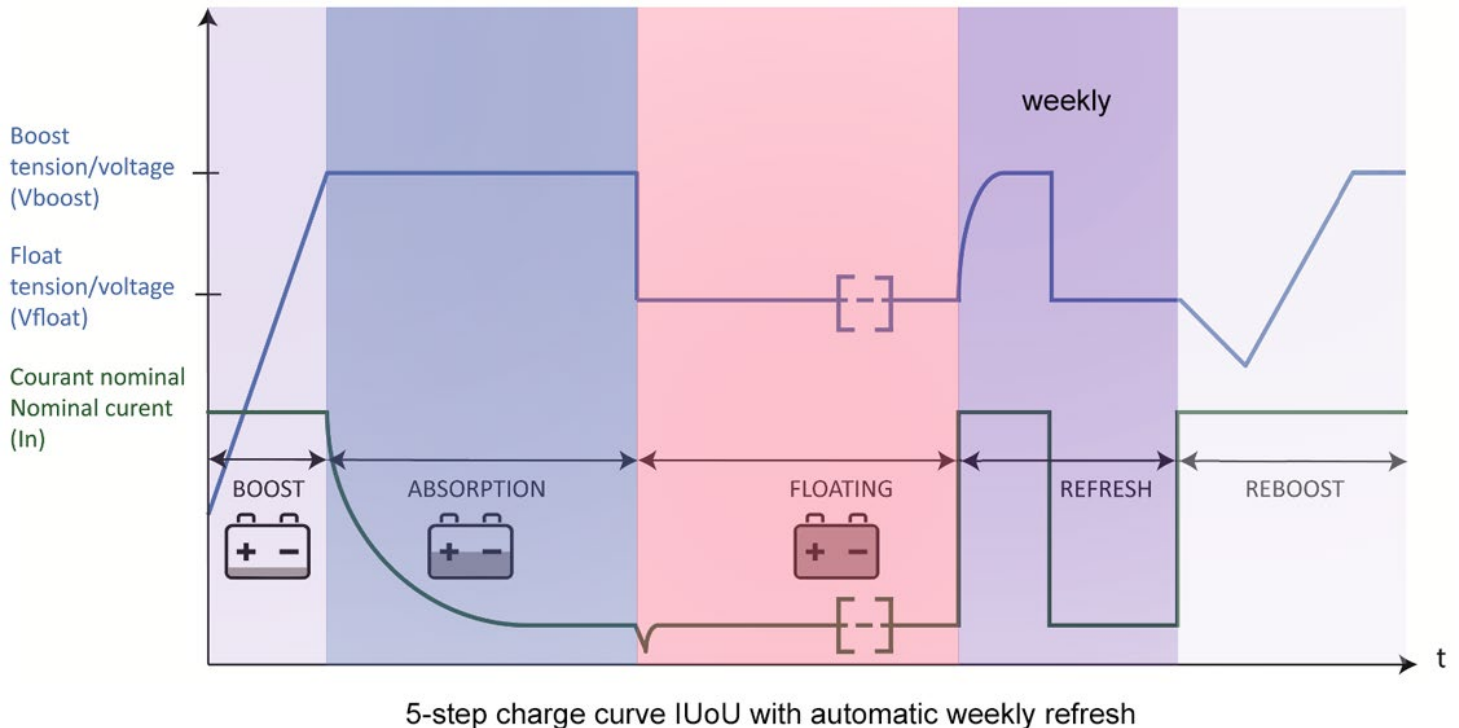 weekly
Boost
tension/voltage
(Vboost)
Float
tension/voltage
(Vfloat)
Courant nominal
Nominal curent
(In)
BOOST
ABSORPTION
FLOATING
REFRESH
REBOOST
+ −
+ −
+ −
t
5-step charge curve IUoU with automatic weekly refresh